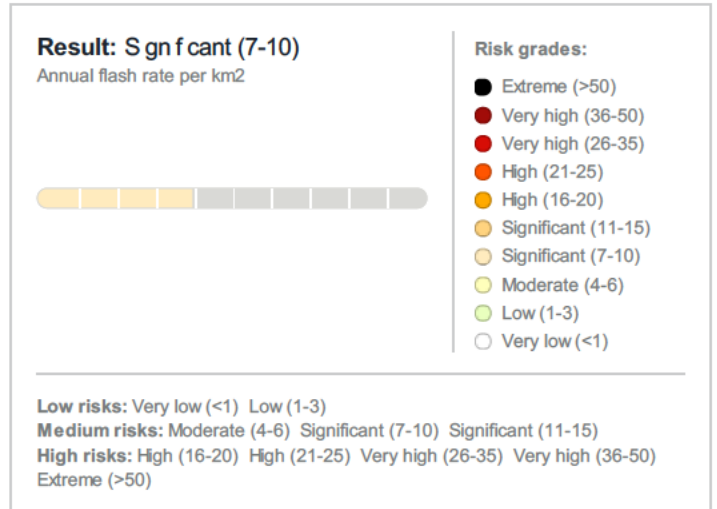 Result: S gn f cant (7-10)
Annual flash rate per km2
Risk grades:
Extreme (>50)
Very high (36-50)
Very high (26-35)
High (21-25)
High (16-20)
Significant (11-15)
Significant (7-10)
Moderate (4-6)
Low (1-3)
Very low (<1)
Low risks: Very low (<1) Low (1-3)
Medium risks: Moderate (4-6) Significant (7-10) Significant (11-15)
High risks: High (16-20) High (21-25) Very high (26-35) Very high (36-50)
Extreme (>50)